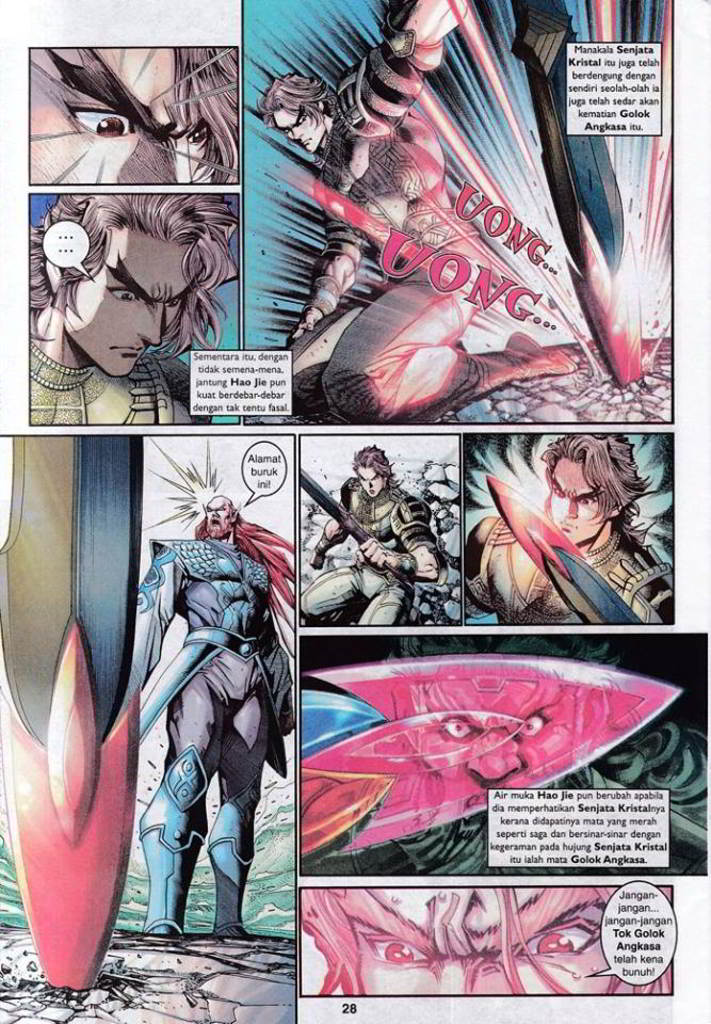 Manakala Senjata
Kristal itu juga telah
berdengung dengan
sendiri seolah-olah ia
juga telah sedar akan
kematian Golok
Angkasa itu.
UONG...
UONG...
...
...
Sementara itu, dengan
tidak semena-mena,
jantung Hao Jie pun
kuat berdebar-debar
dengan tak tentu fasal.
Alamat
buruk
ini!
Air muka Hao Jie pun berubah apabila
dia memperhatikan Senjata Kristalnya
kerana didapatinya mata yang merah
seperti saga dan bersinar-sinar dengan
kegeraman pada hujung Senjata Kristal
itu ialah mata Golok Angkasa.
Jangan-
jangan...
jangan-jangan
Tok Golok
Angkasa
telah kena
bunuh!
28